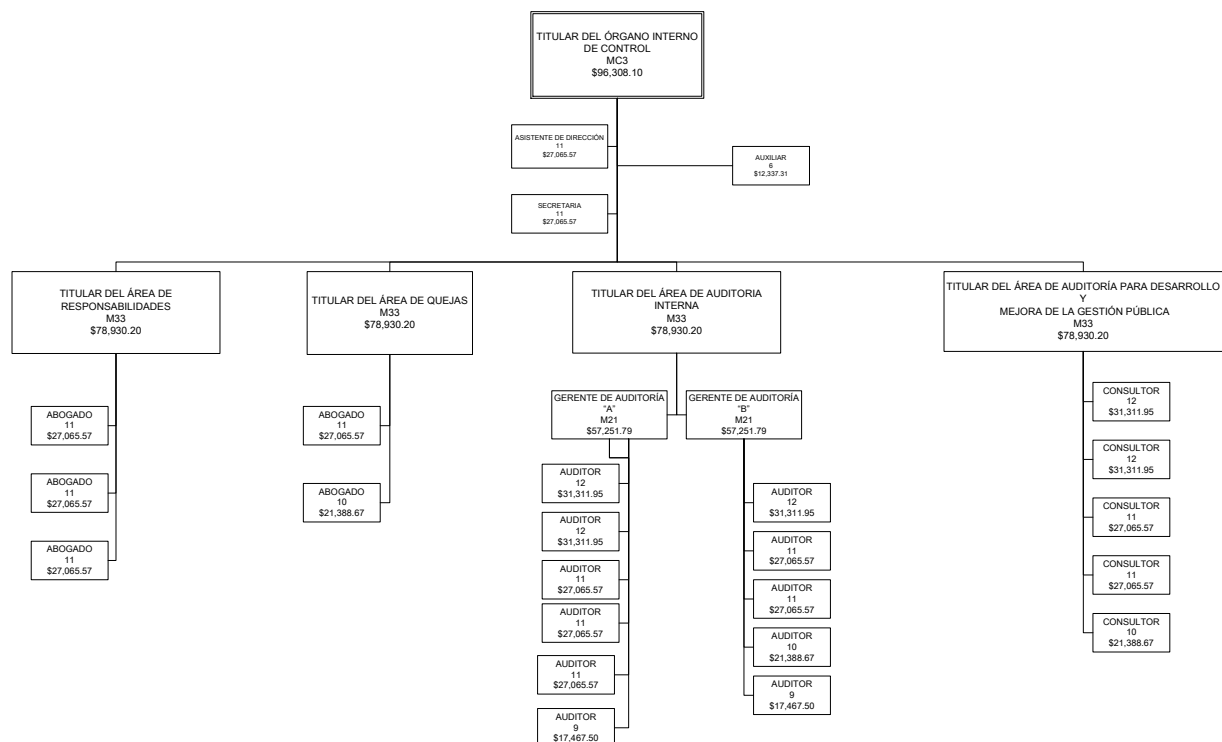 TITULAR DEL ÓRGANO INTERNO
DE CONTROL
MC3
$96,308.10
ASISTENTE DE DIRECCIÓN
11
$27,065.57
AUXILIAR
6
$12,337.31
SECRETARIA
11
$27,065.57
TITULAR DEL ÁREA DE
RESPONSABILIDADES
M33
$78,930.20
TITULAR DEL ÁREA DE QUEJAS
M33
$78,930.20
TITULAR DEL ÁREA DE AUDITORIA
INTERNA
M33
$78,930.20
TITULAR DEL ÁREA DE AUDITORÍA PARA DESARROLLO
Y
MEJORA DE LA GESTIÓN PÚBLICA
M33
$78,930.20
ABOGADO
11
$27,065.57
ABOGADO
11
$27,065.57
ABOGADO
11
$27,065.57
ABOGADO
11
$27,065.57
ABOGADO
10
$21,388.67
GERENTE DE AUDITORÍA
"A"
M21
$57,251.79
GERENTE DE AUDITORÍA
"B"
M21
$57,251.79
AUDITOR
12
$31,311.95
AUDITOR
12
$31,311.95
AUDITOR
11
$27,065.57
AUDITOR
11
$27,065.57
AUDITOR
11
$27,065.57
AUDITOR
9
$17,467.50
AUDITOR
12
$31,311.95
AUDITOR
11
$27,065.57
AUDITOR
11
$27,065.57
AUDITOR
10
$21,388.67
AUDITOR
9
$17,467.50
CONSULTOR
12
$31,311.95
CONSULTOR
12
$31,311.95
CONSULTOR
11
$27,065.57
CONSULTOR
11
$27,065.57
CONSULTOR
10
$21,388.67